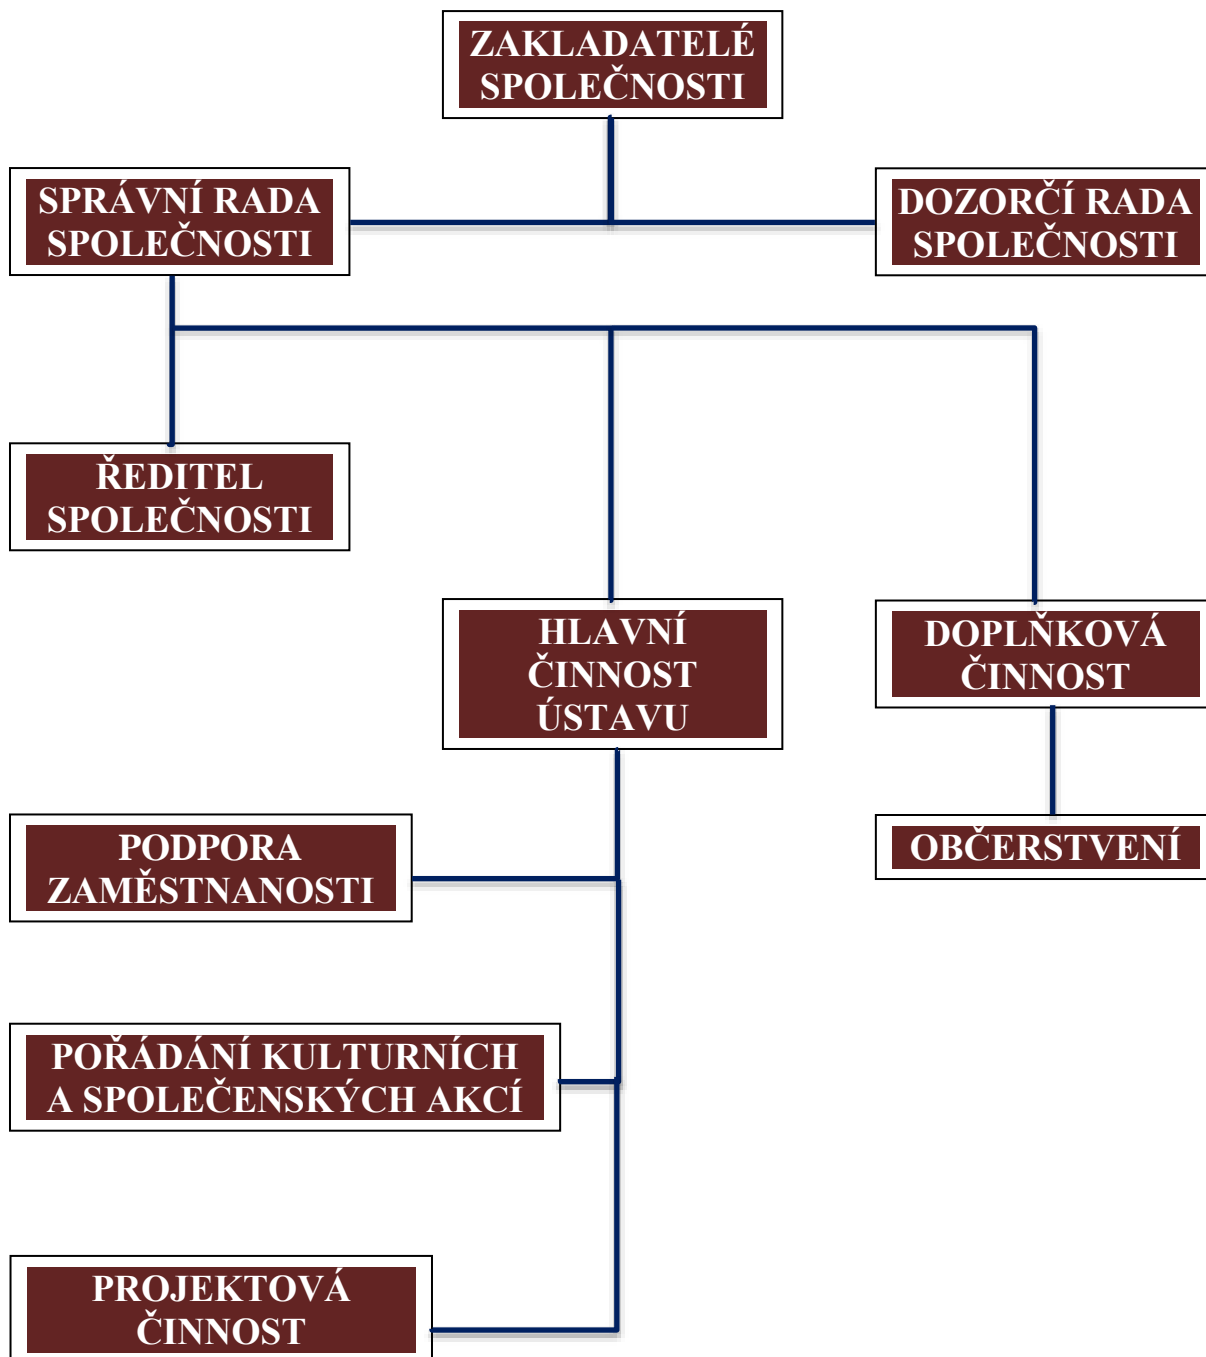 ZAKLADATELÉ
SPOLEČNOSTI
SPRÁVNÍ RADA
SPOLEČNOSTI
DOZORČÍ RADA
SPOLEČNOSTI
ŘEDITEL
SPOLEČNOSTI
HLAVNÍ
ČINNOST
ÚSTAVU
DOPLŇKOVÁ
ČINNOST
PODPORA
ZAMĚSTNANOSTI
OBČERSTVENÍ
POŘÁDÁNÍ KULTURNÍCH
A SPOLEČENSKÝCH AKCÍ
PROJEKTOVÁ
ČINNOST